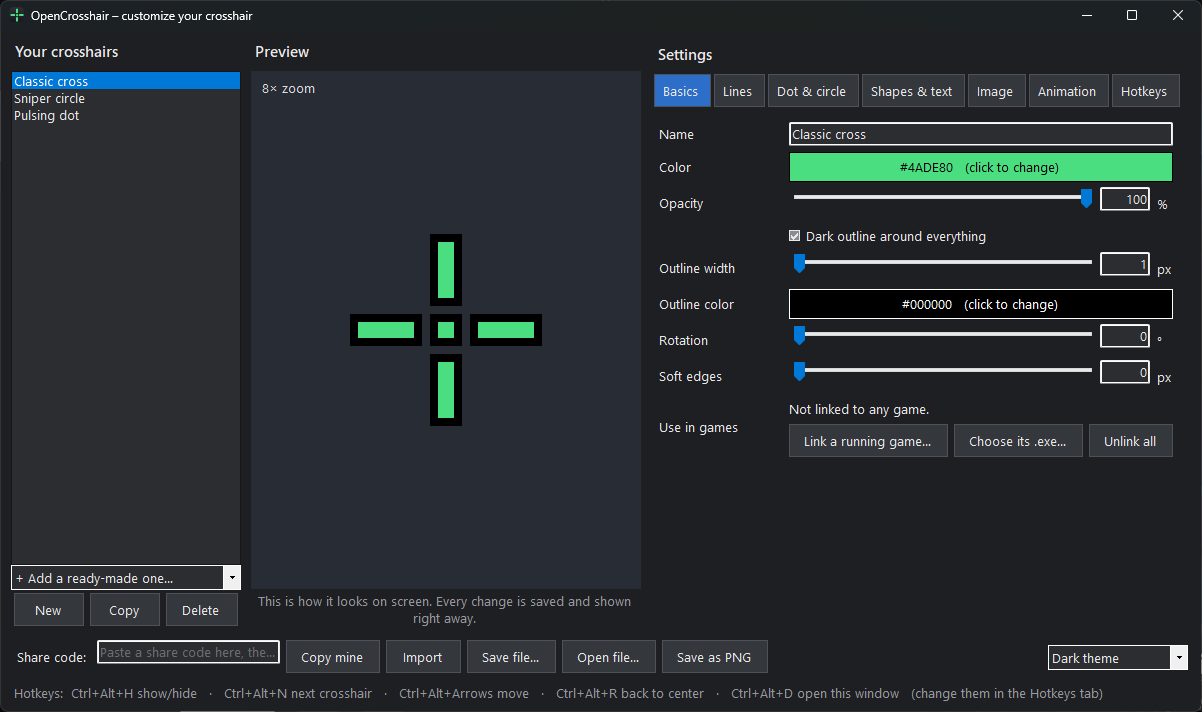 OpenCrosshair – customize your crosshair
Your crosshairs
Classic cross
Sniper circle
Pulsing dot
+ Add a ready-made one...
New Copy Delete
Preview
8× zoom
This is how it looks on screen. Every change is saved and shown
right away.
Settings
Basics Lines Dot & circle Shapes & text Image Animation Hotkeys
Name Classic cross
Color #4ADE80 (click to change)
Opacity 100 %
Dark outline around everything
Outline width 1 px
Outline color #000000 (click to change)
Rotation 0 °
Soft edges 0 px
Not linked to any game.
Use in games
Link a running game... Choose its .exe... Unlink all
Share code: Paste a share code here, the... Copy mine Import Save file... Open file... Save as PNG Dark theme
Hotkeys: Ctrl+Alt+H show/hide · Ctrl+Alt+N next crosshair · Ctrl+Alt+Arrows move · Ctrl+Alt+R back to center · Ctrl+Alt+D open this window (change them in the Hotkeys tab)